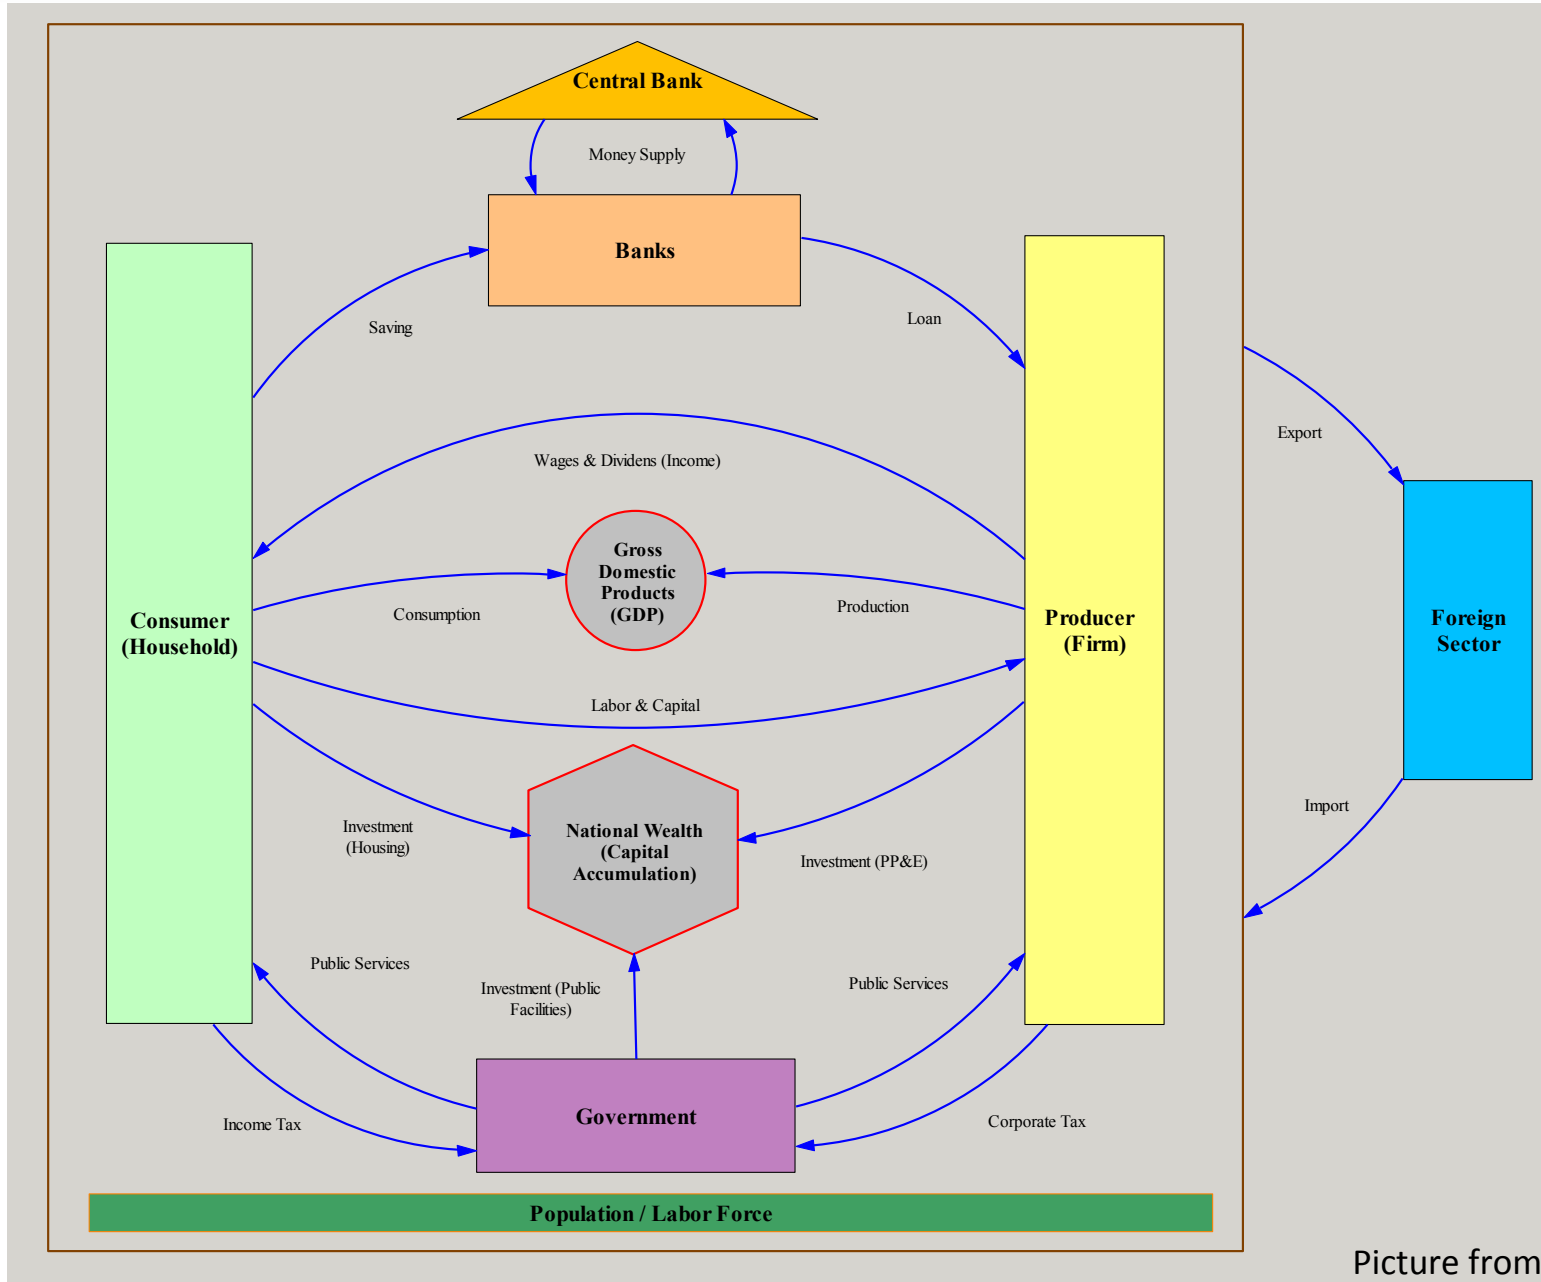 Central Bank
Money Supply
Banks
Saving
Loan
Export
Wages & Dividens (Income)
Gross
Domestic
Products
(GDP)
Consumption
Production
Consumer
(Household)
Producer
(Firm)
Foreign
Sector
Labor & Capital
Import
Investment
(Housing)
National Wealth
(Capital
Accumulation)
Investment (PP&E)
Public Services
Investment (Public
Facilities)
Public Services
Government
Income Tax
Corporate Tax
Population / Labor Force
Picture from